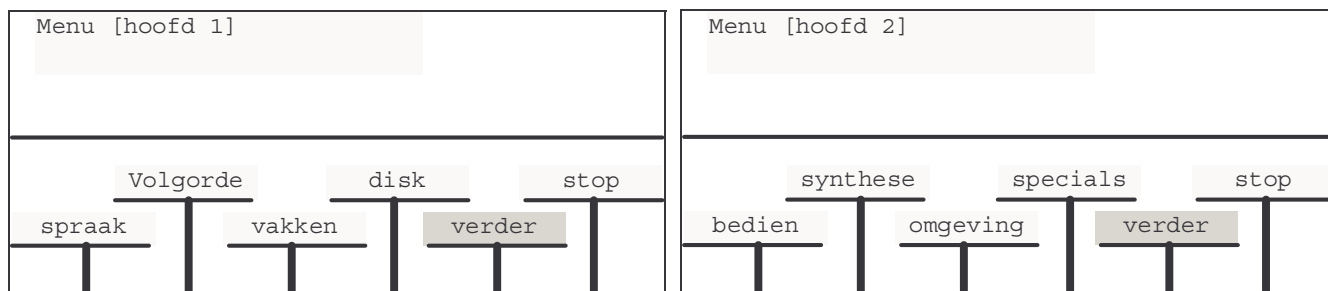 Menu [hoofd 1]
Volgorde disk stop
spraak vakken verder
Menu [hoofd 2]
synthese specials stop
bedien omgeving verder